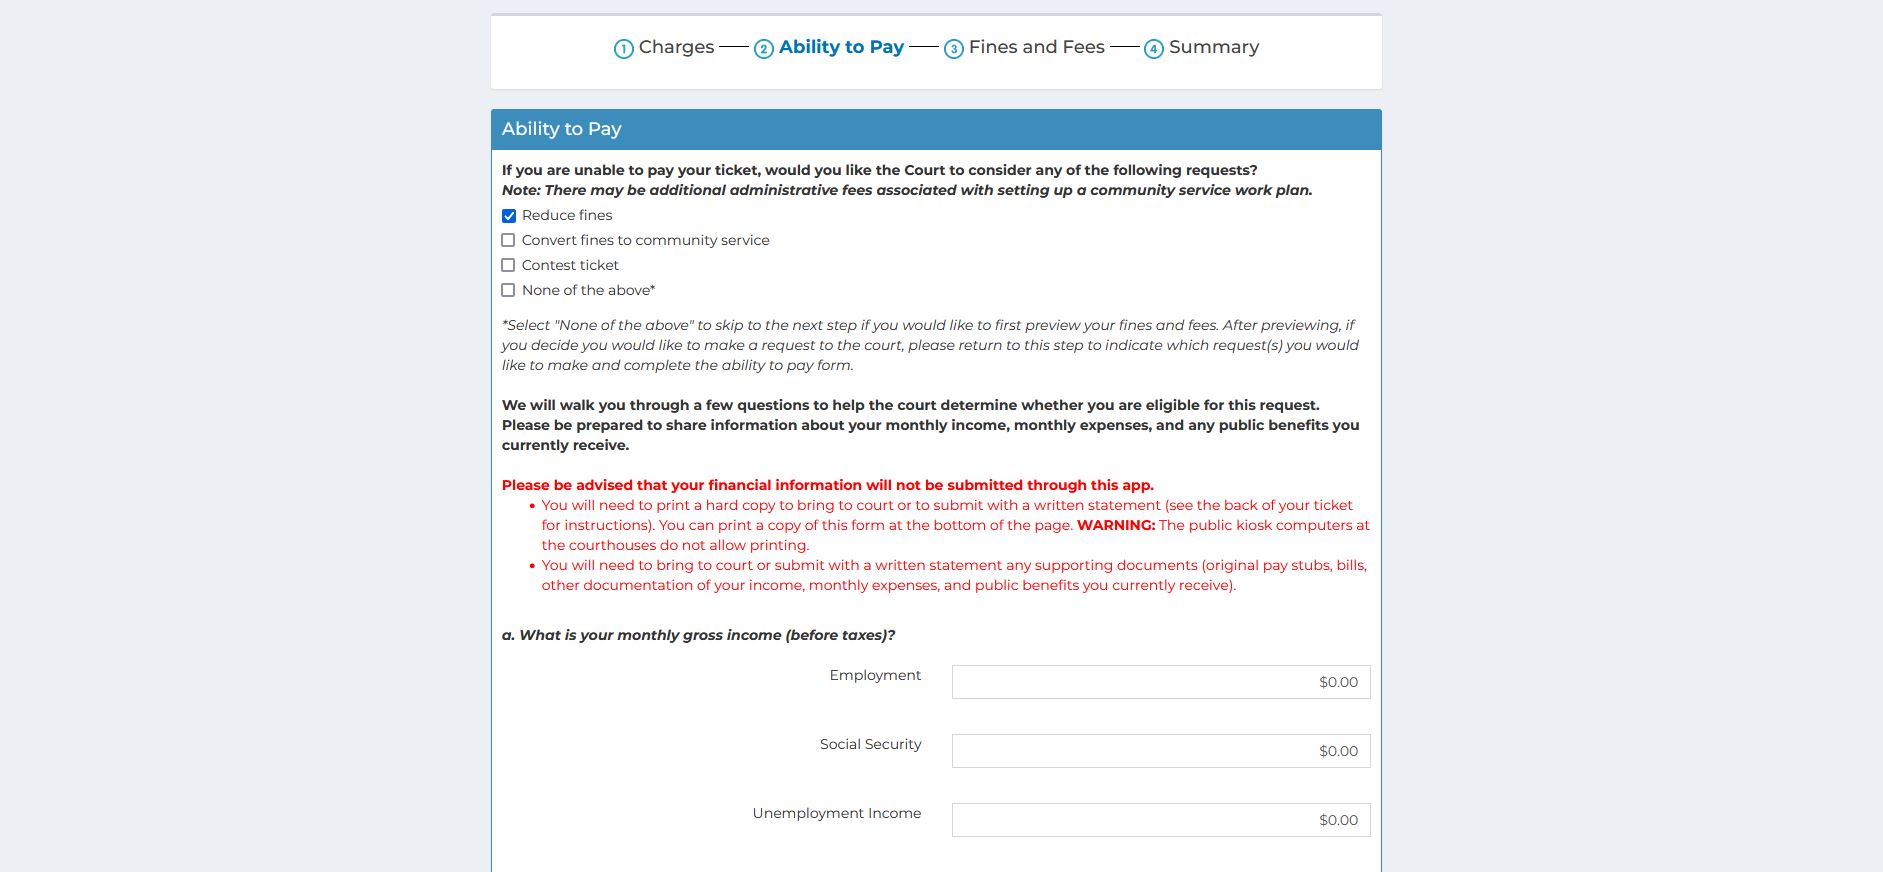 1 Charges 2 Ability to Pay 3 Fines and Fees 4 Summary
Ability to Pay
If you are unable to pay your ticket, would you like the Court to consider any of the following requests?
Note: There may be additional administrative fees associated with setting up a community service work plan.
Reduce fines
Convert fines to community service
Contest ticket
None of the above*
*Select "None of the above" to skip to the next step if you would like to first preview your fines and fees. After previewing, if
you decide you would like to make a request to the court, please return to this step to indicate which request(s) you would
like to make and complete the ability to pay form.
We will walk you through a few questions to help the court determine whether you are eligible for this request.
Please be prepared to share information about your monthly income, monthly expenses, and any public benefits you
currently receive.
Please be advised that your financial information will not be submitted through this app.
• You will need to print a hard copy to bring to court or to submit with a written statement (see the back of your ticket
for instructions). You can print a copy of this form at the bottom of the page. WARNING: The public kiosk computers at
the courthouses do not allow printing.
• You will need to bring to court or submit with a written statement any supporting documents (original pay stubs, bills,
other documentation of your income, monthly expenses, and public benefits you currently receive).
a. What is your monthly gross income (before taxes)?
Employment $0.00
Social Security $0.00
Unemployment Income $0.00